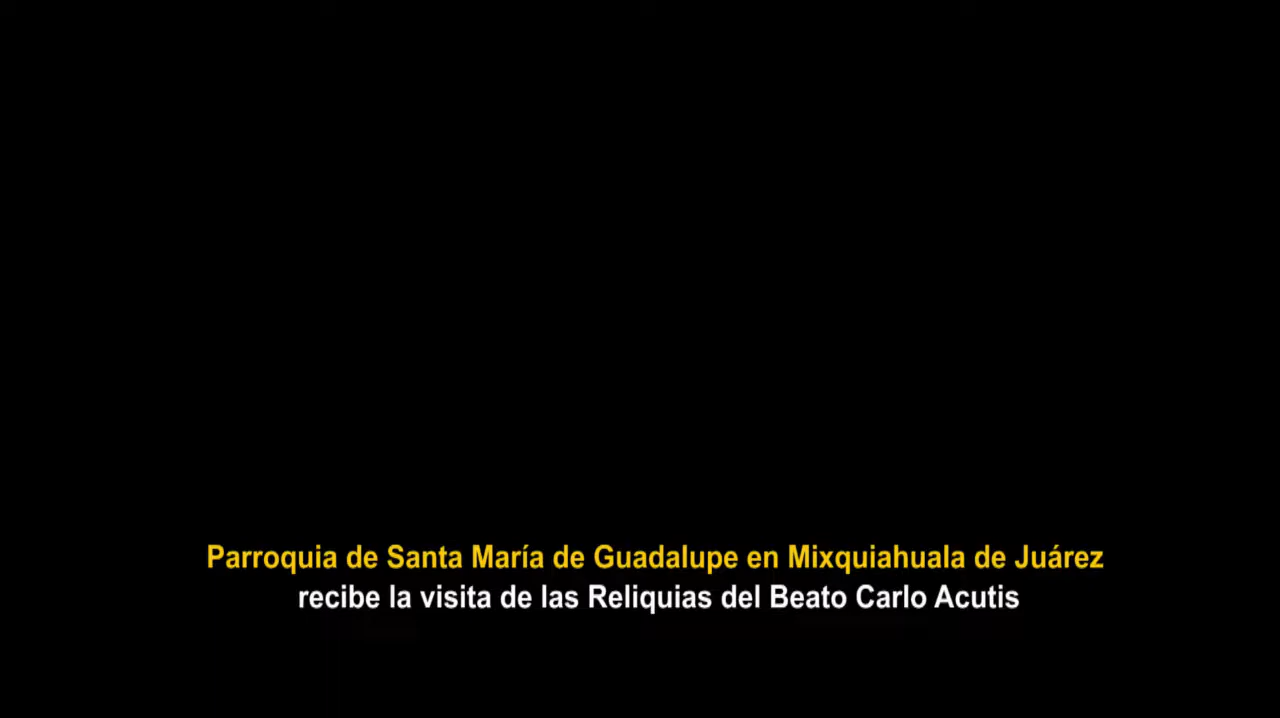 Parroquia de Santa María de Guadalupe en Mixquiahuala de Juárez
recibe la visita de las Reliquias del Beato Carlo Acutis